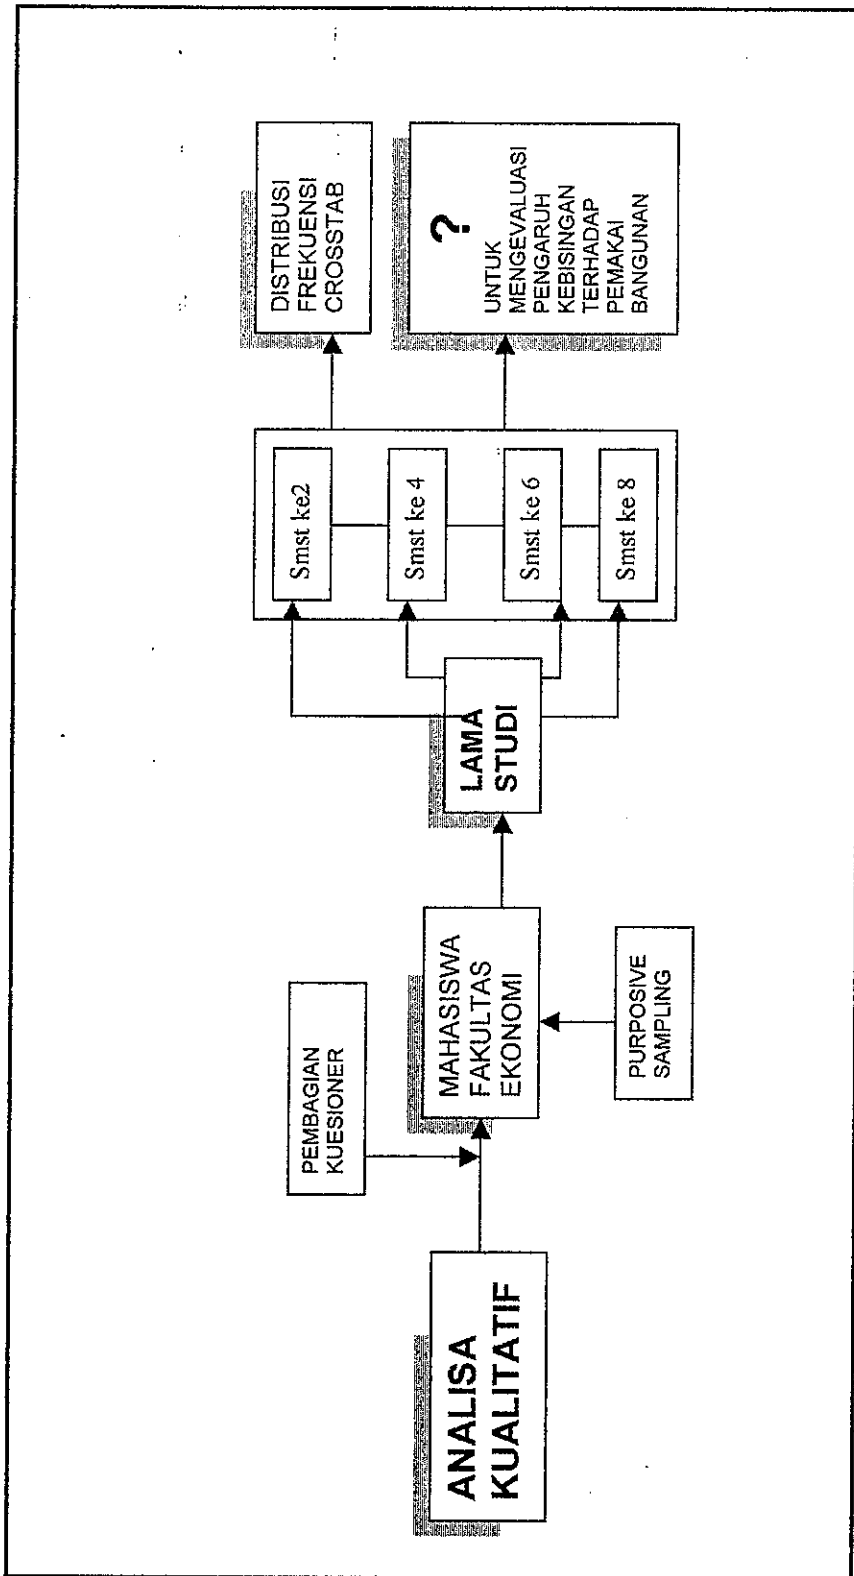 ANALISA
KUALITATIF
PEMBAGIAN
KUESIONER
MAHASISWA
FAKULTAS
EKONOMI
PURPOSIVE
SAMPLING
LAMA
STUDI
Smst ke2
Smst ke 4
Smst ke 6
Smst ke 8
DISTRIBUSI
FREKUENSI
CROSSTAB
?
UNTUK
MENGEVALUASI
PENGARUH
KEBISINGAN
TERHADAP
PEMAKAI
BANGUNAN